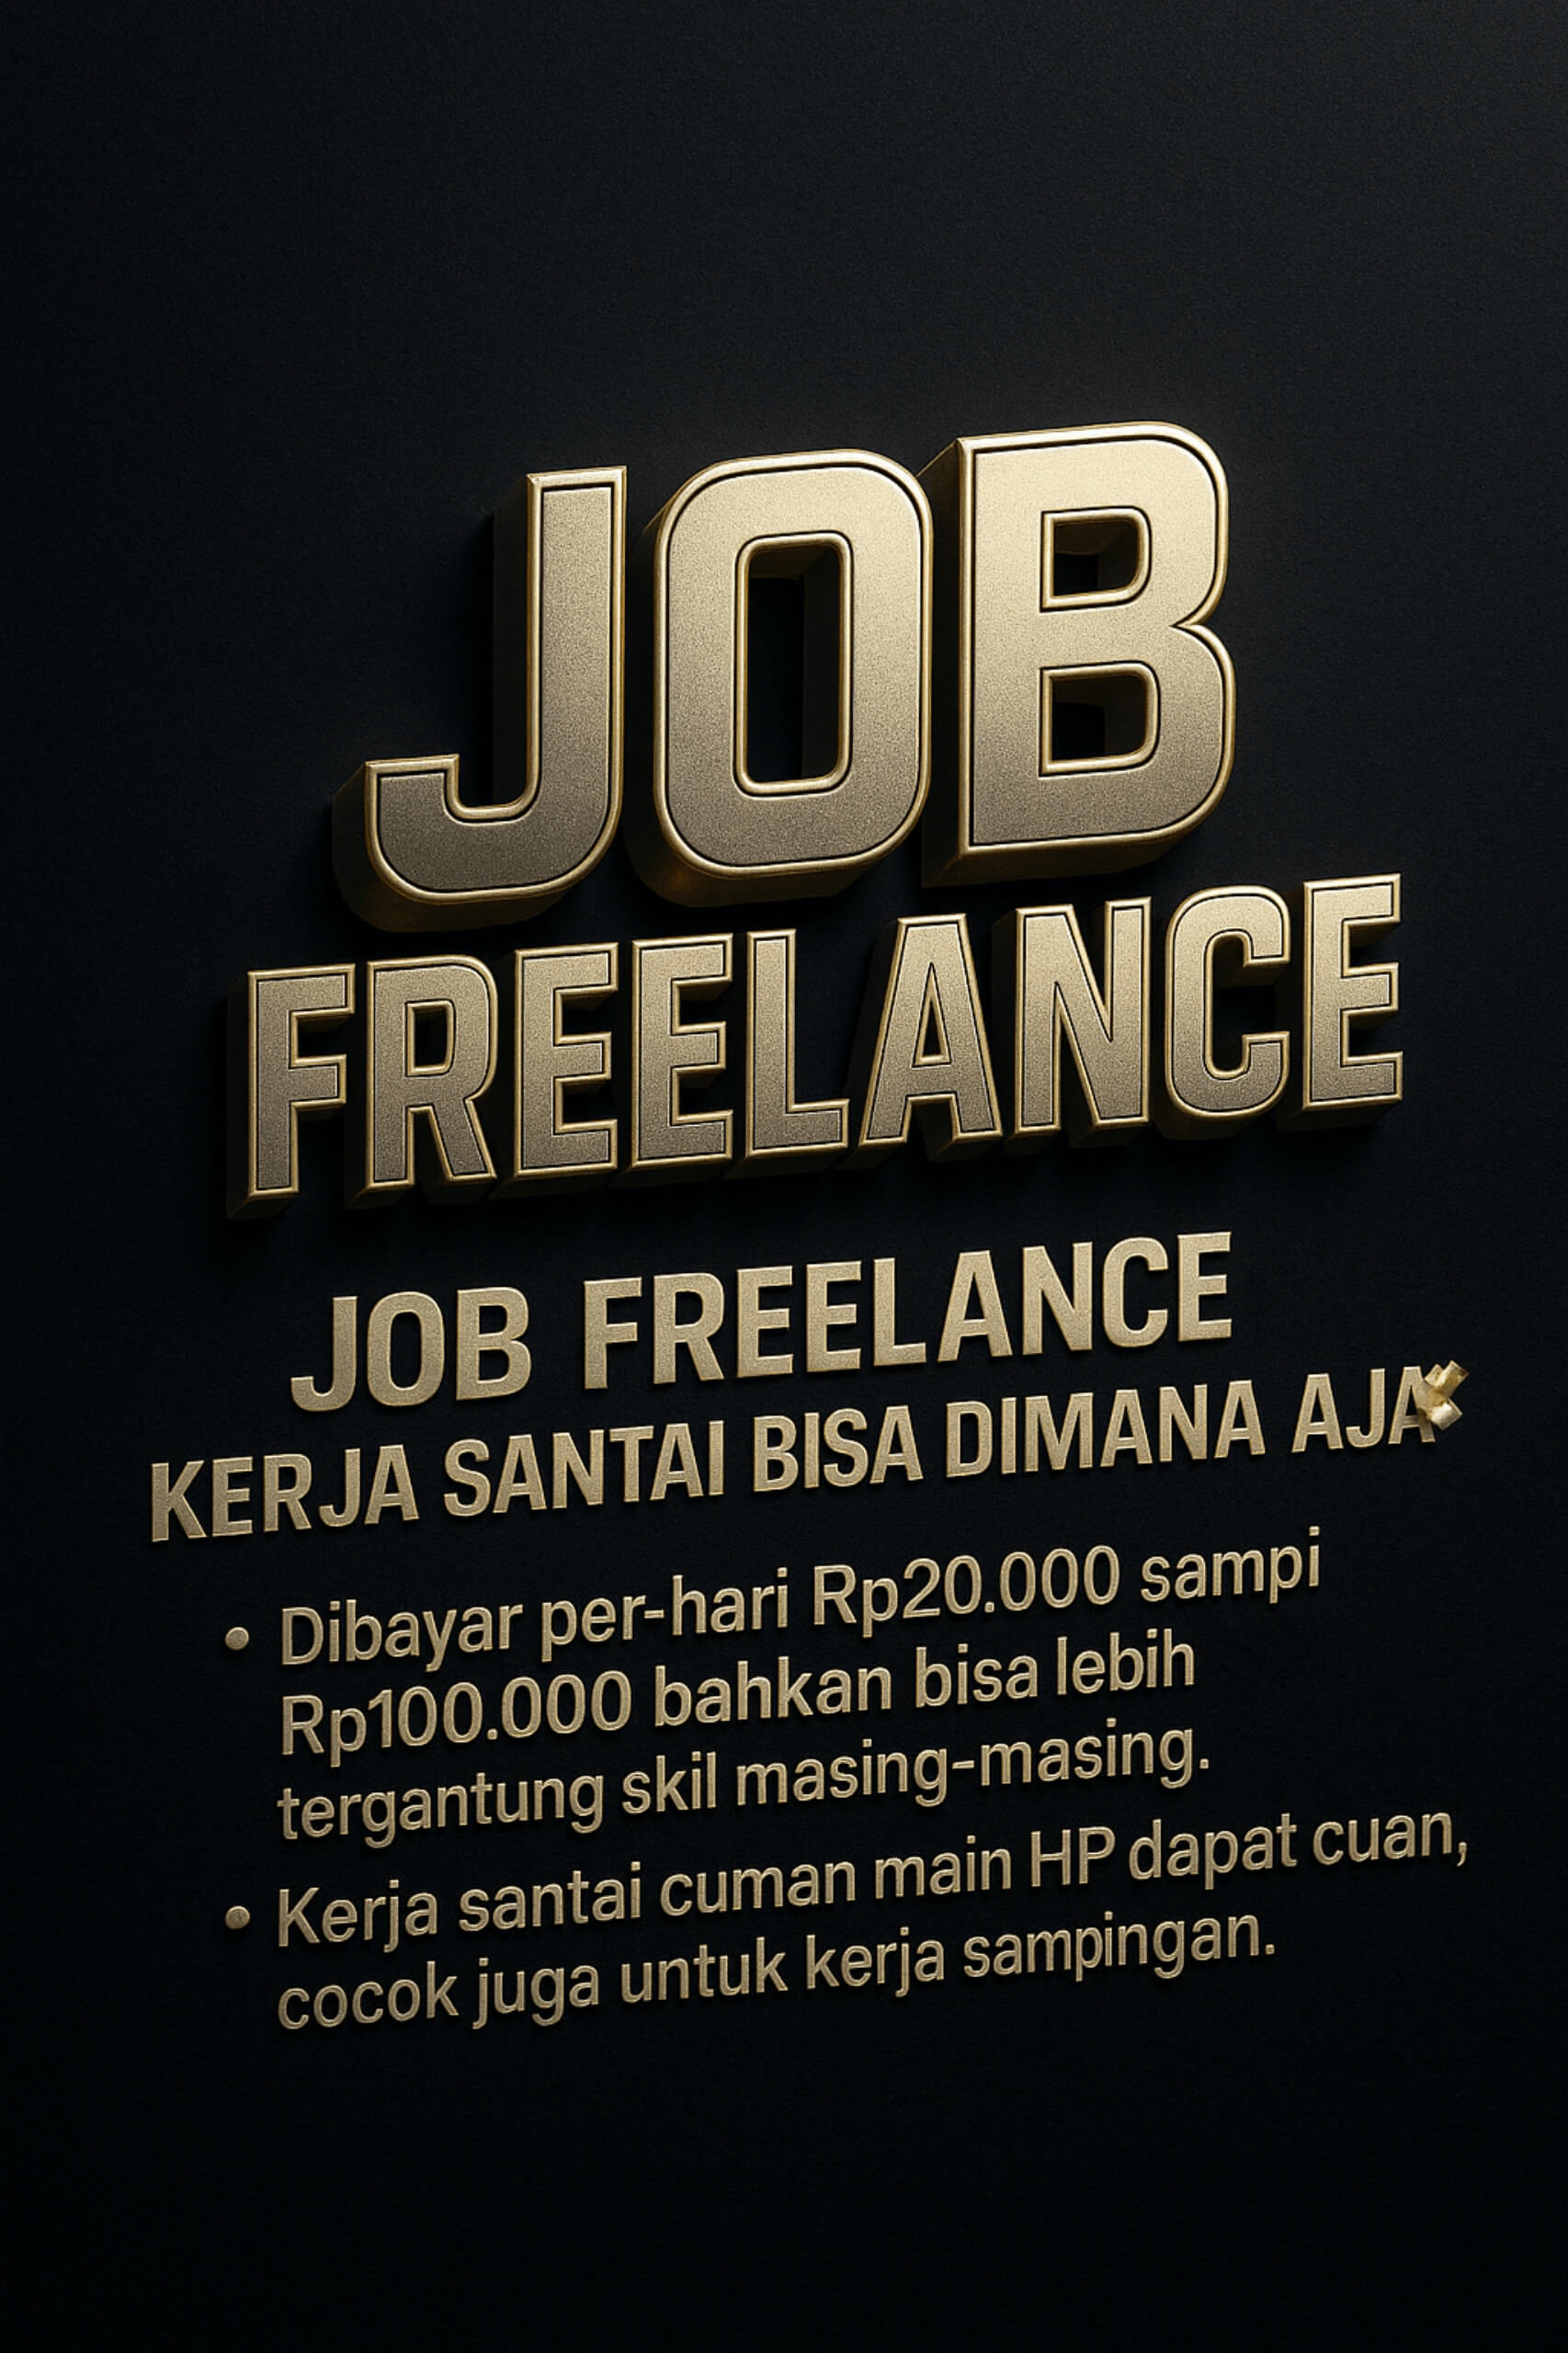 JOB
FREELANCE
JOB FREELANCE
KERJA SANTAI BISA DIMANA AJA
• Dibayar per-hari Rp20.000 sampi
Rp100.000 bahkan bisa lebih
tergantung skil masing-masing.
• Kerja santai cuman main HP dapat cuan,
cocok juga untuk kerja sampingan.